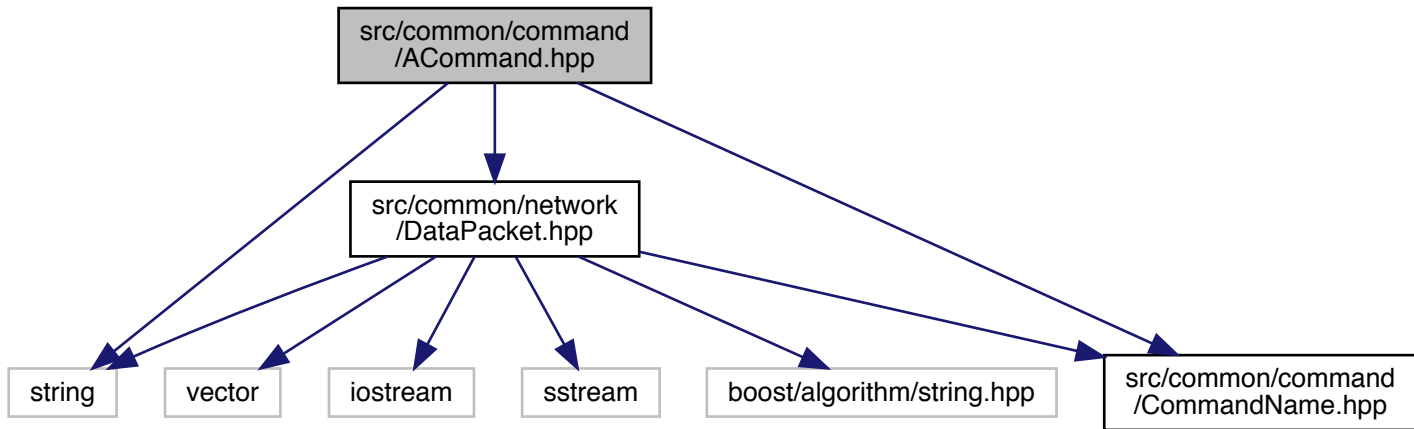 src/common/command
/ACommand.hpp
src/common/network
/DataPacket.hpp
string
vector
iostream
sstream
boost/algorithm/string.hpp
src/common/command
/CommandName.hpp